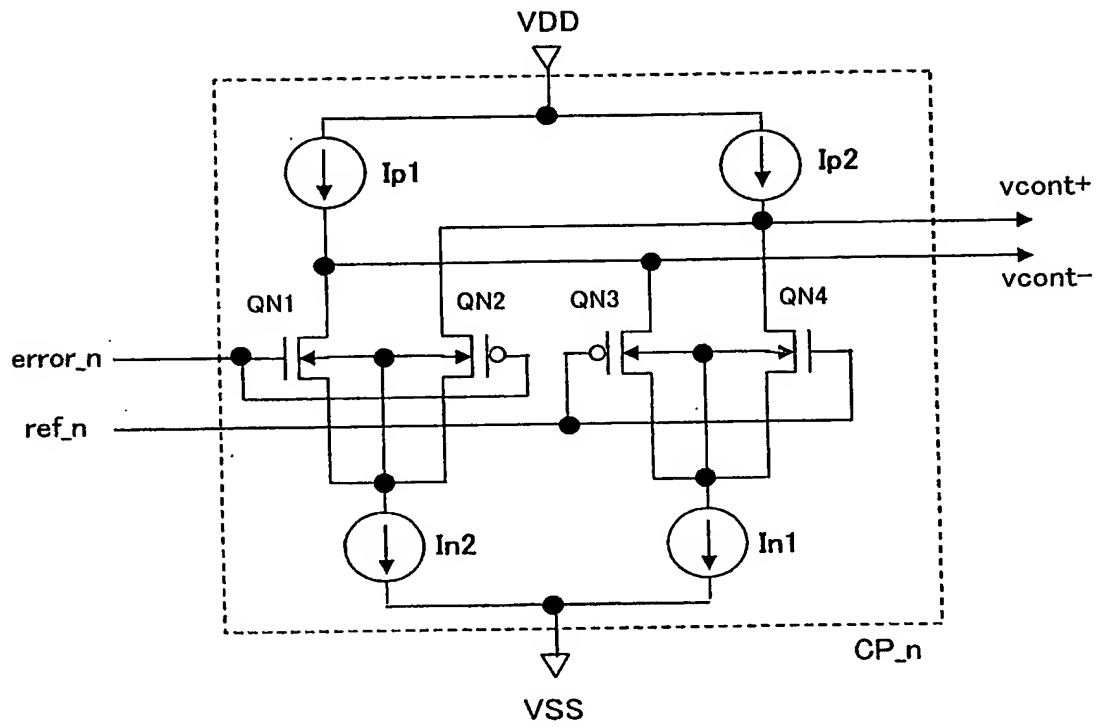 VDD
Ip1
Ip2
vcont+
vcont-
QN1
QN2
QN3
QN4
error_n
ref_n
In2
In1
CP_n
VSS